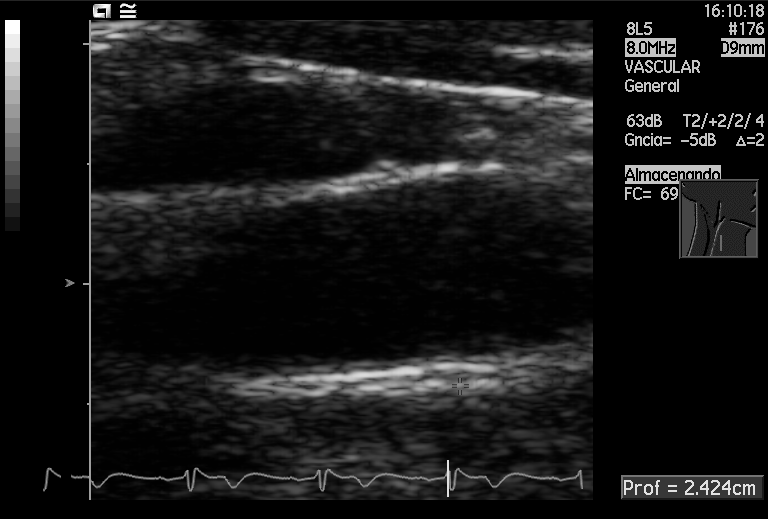 16:10:18
8L5 #176
8.0MHz 09mm
VASCULAR
General
63dB T2/+2/2/ 4
Gncia= -5dB Δ=2
Almacenando
FC= 69
Prof = 2.424cm